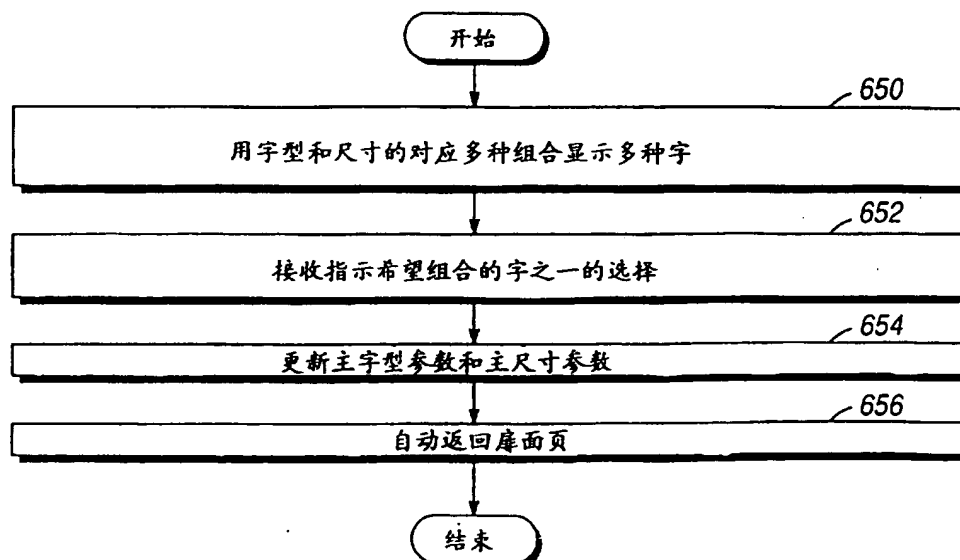 开始
650
用字型和尺寸的对应多种组合显示多种字
652
接收指示希望组合的字之一的选择
654
更新主字型参数和主尺寸参数
656
自动返回扉面页
结束